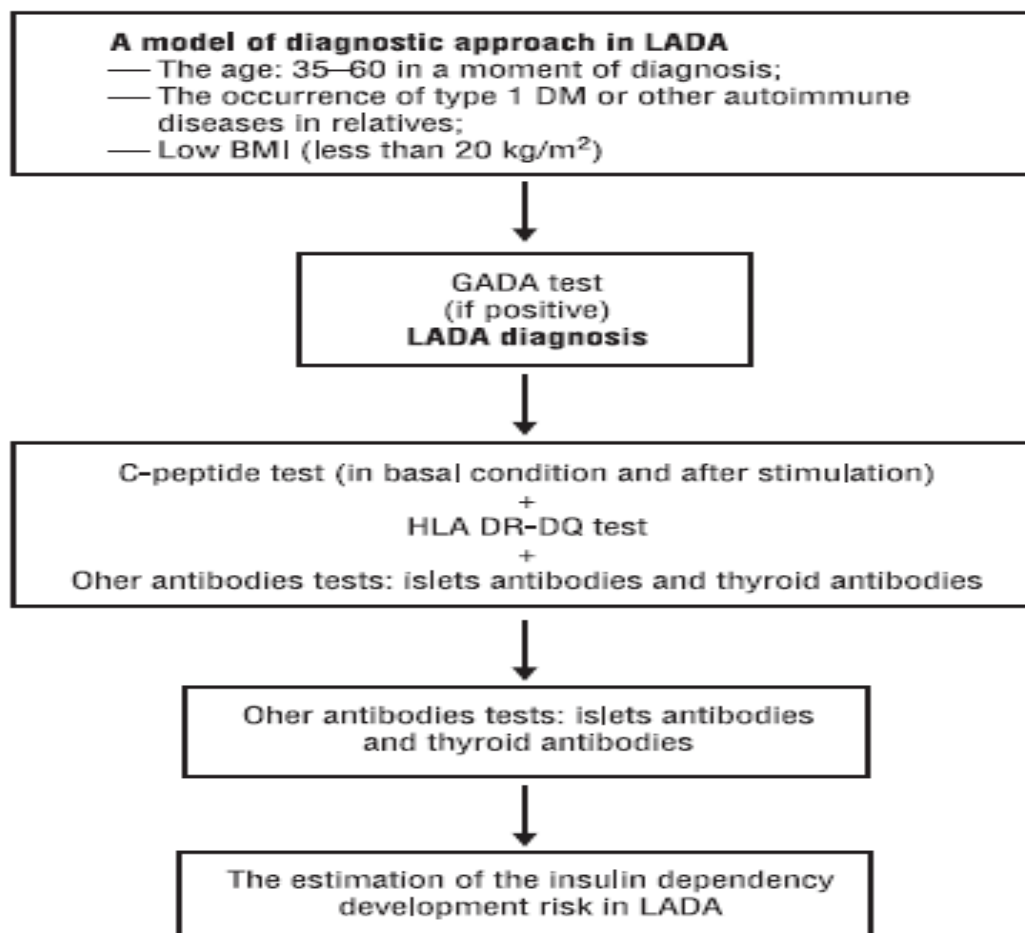 A model of diagnostic approach in LADA
— The age: 35–60 in a moment of diagnosis;
— The occurrence of type 1 DM or other autoimmune
diseases in relatives;
— Low BMI (less than 20 kg/m²)
GADA test
(if positive)
LADA diagnosis
C-peptide test (in basal condition and after stimulation)
+
HLA DR-DQ test
+
Oher antibodies tests: islets antibodies and thyroid antibodies
Oher antibodies tests: islets antibodies
and thyroid antibodies
The estimation of the insulin dependency
development risk in LADA